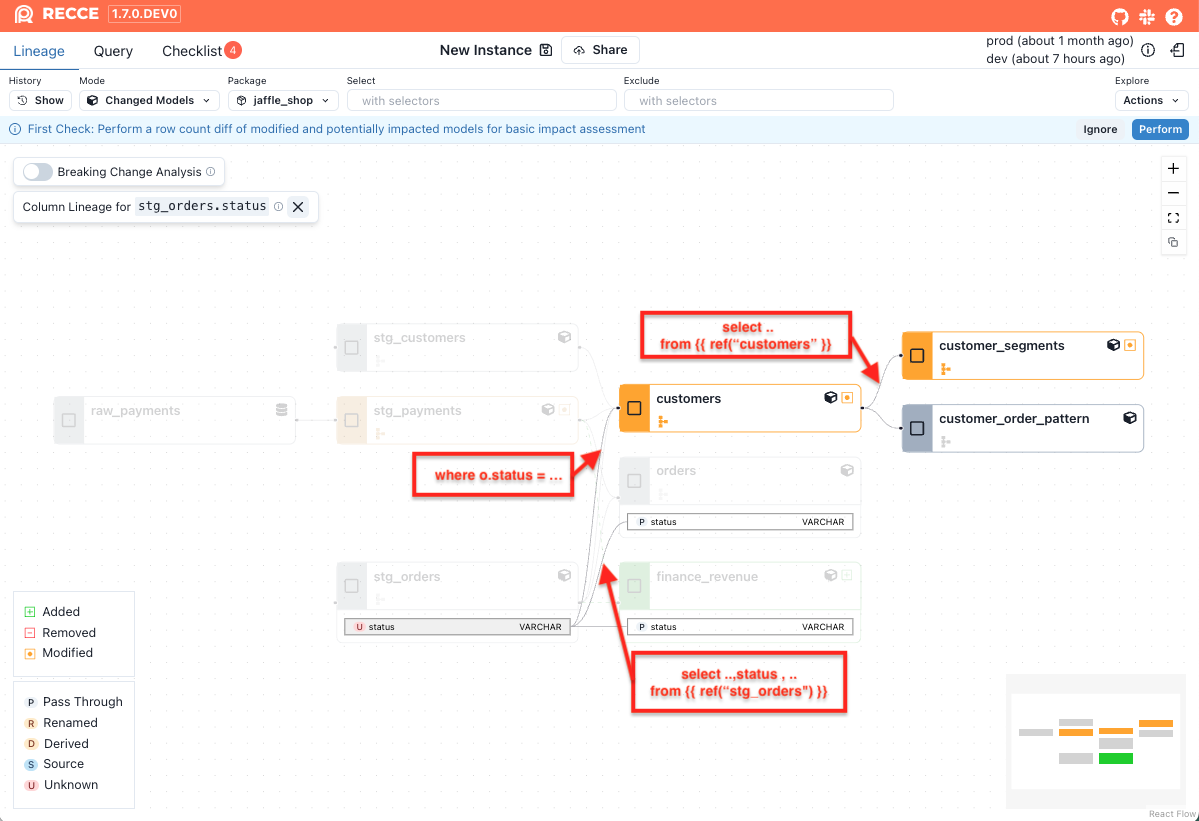 RECCE 1.7.0.DEV0
Lineage Query Checklist 4
New Instance Share
prod (about 1 month ago)
dev (about 7 hours ago)
History Mode Package Select Exclude Explore
Show Changed Models jaffle_shop with selectors with selectors Actions
First Check: Perform a row count diff of modified and potentially impacted models for basic impact assessment Ignore Perform
Breaking Change Analysis
Column Lineage for stg_orders.status
select ..
from {{ ref(“customers” }}
stg_customers
customer_segments
raw_payments
stg_payments
customers
customer_order_pattern
where o.status = ...
orders
P status VARCHAR
stg_orders
U status VARCHAR
finance_revenue
P status VARCHAR
select ..,status , ..
from {{ ref(“stg_orders”) }}
Added
Removed
Modified
P Pass Through
R Renamed
D Derived
S Source
U Unknown
React Flow